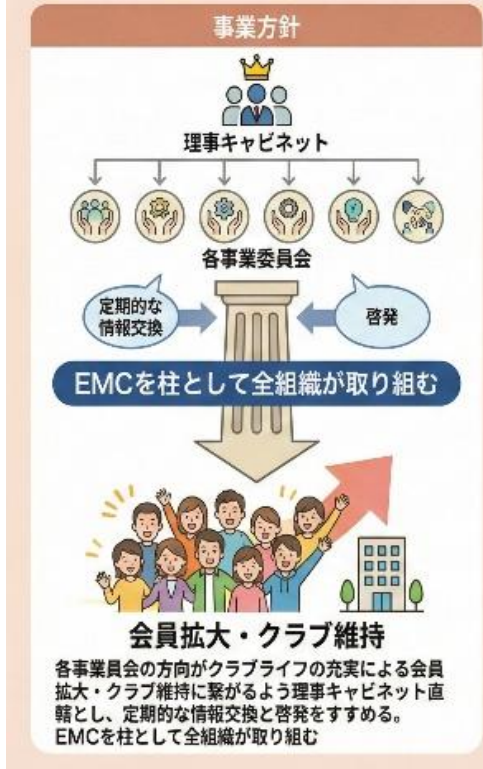 事業方針
理事キャビネット
各事業委員会
定期的な
情報交換
啓発
EMCを柱として全組織が取り組む
会員拡大・クラブ維持
各事業員会の方向がクラブライフの充実による会員
拡大・クラブ維持に繋がるよう理事キャビネット直
轄とし、定期的な情報交換と啓発をすすめる。
EMCを柱として全組織が取り組む